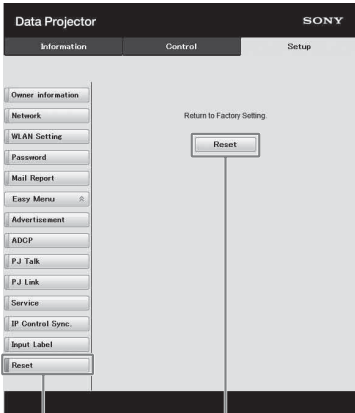 Data Projector
SONY
Information
Control
Setup
Owner information
Network
WLAN Setting
Password
Mail Report
Easy Menu
Advertisement
ADCP
PJ Talk
PJ Link
Service
IP Control Sync.
Input Label
Reset
Return to Factory Setting.
Reset